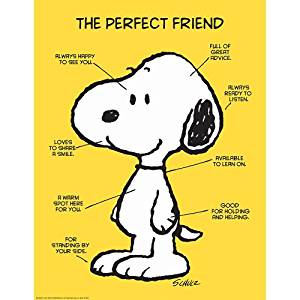 THE PERFECT FRIEND
ALWAYS HAPPY
TO SEE YOU.
FULL OF
GREAT
ADVICE.
ALWAYS
READY TO
LISTEN.
LOVES
TO SHARE
A SMILE.
AVAILABLE
TO LEAN ON.
A WARM
SPOT HERE
FOR YOU.
GOOD
FOR HOLDING
AND HELPING.
FOR
STANDING BY
YOUR SIDE.
SCHULZ